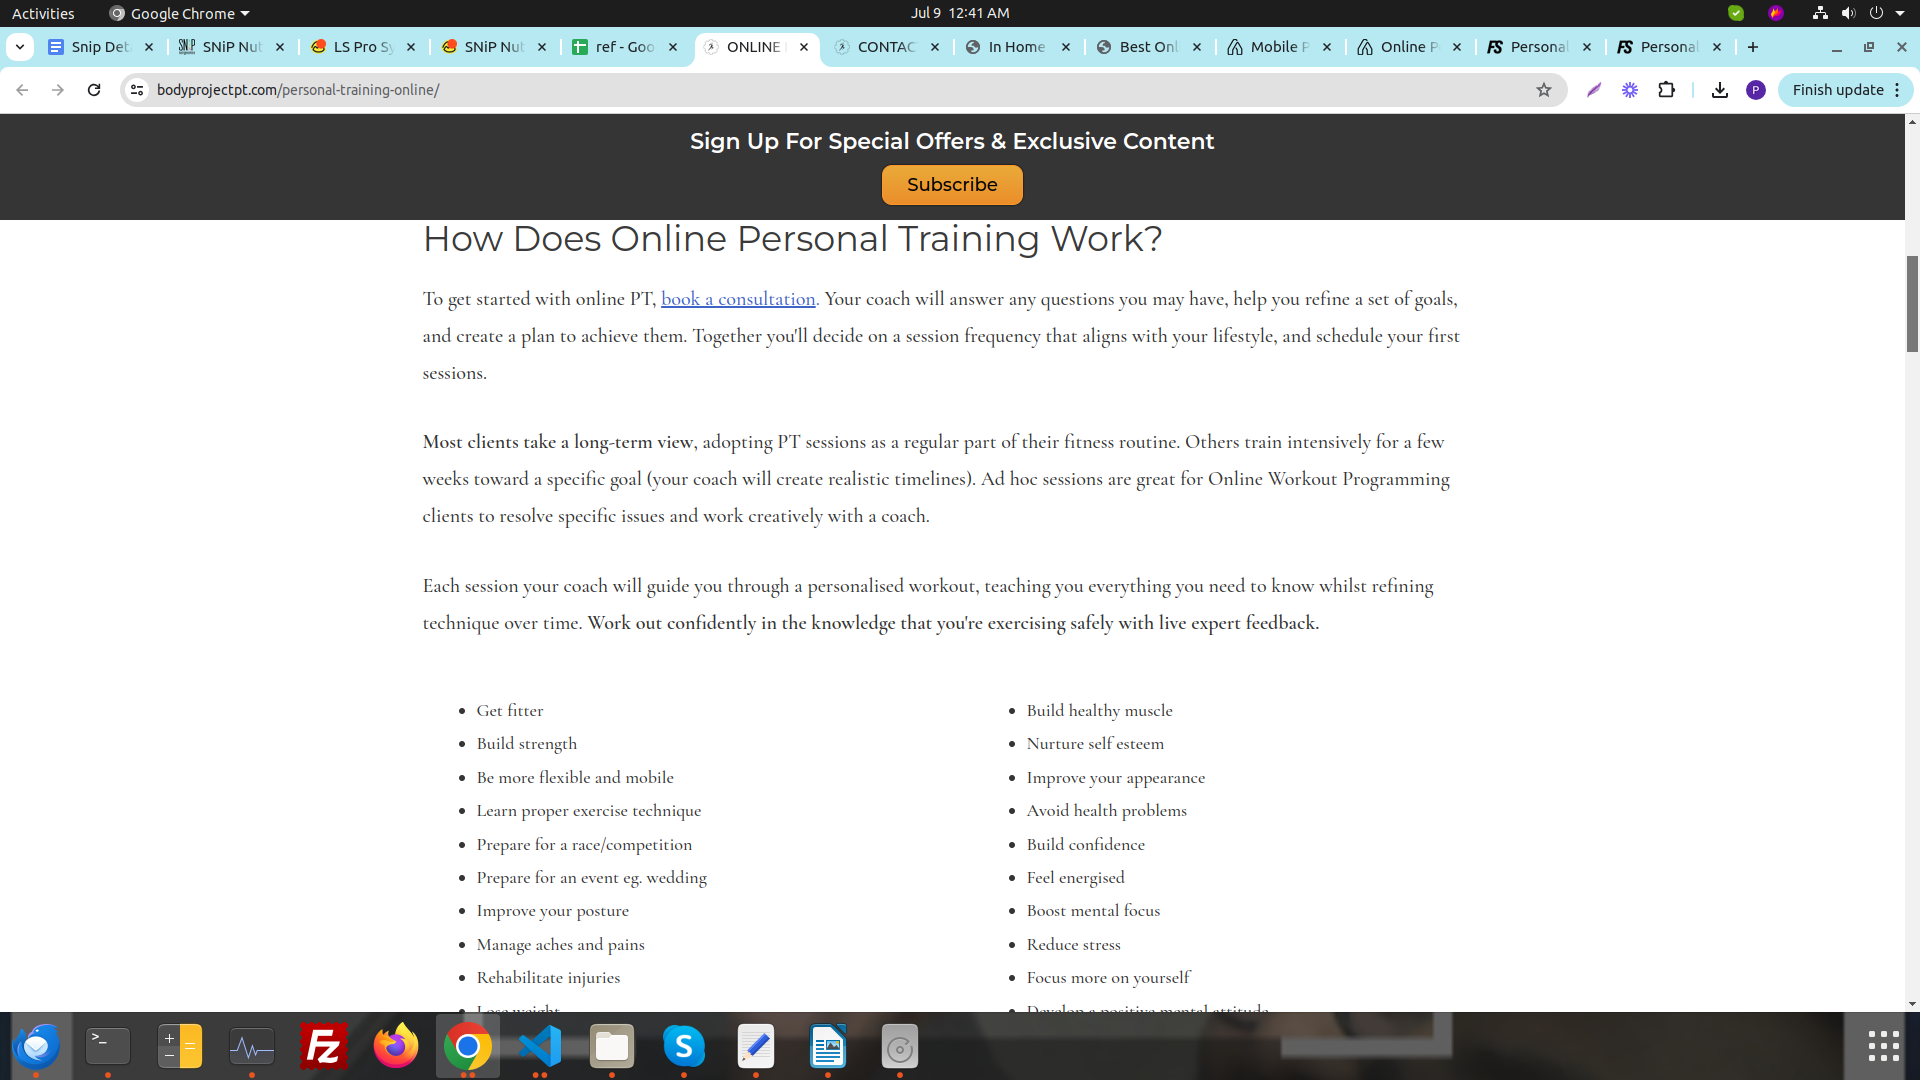 Activities
Google Chrome
Jul 9 12:41 AM
Snip Det
SNiP Nut
LS Pro Sy
SNiP Nut
ref - Goo
ONLINE
CONTAC
In Home
Best Onl
Mobile P
Online P
Personal
Personal
bodyprojectpt.com/personal-training-online/
P
Finish update
Sign Up For Special Offers & Exclusive Content
Subscribe
How Does Online Personal Training Work?
To get started with online PT, book a consultation. Your coach will answer any questions you may have, help you refine a set of goals,
and create a plan to achieve them. Together you'll decide on a session frequency that aligns with your lifestyle, and schedule your first
sessions.
Most clients take a long-term view, adopting PT sessions as a regular part of their fitness routine. Others train intensively for a few
weeks toward a specific goal (your coach will create realistic timelines). Ad hoc sessions are great for Online Workout Programming
clients to resolve specific issues and work creatively with a coach.
Each session your coach will guide you through a personalised workout, teaching you everything you need to know whilst refining
technique over time. Work out confidently in the knowledge that you're exercising safely with live expert feedback.
Get fitter
Build strength
Be more flexible and mobile
Learn proper exercise technique
Prepare for a race/competition
Prepare for an event eg. wedding
Improve your posture
Manage aches and pains
Rehabilitate injuries
Lose weight
Build healthy muscle
Nurture self esteem
Improve your appearance
Avoid health problems
Build confidence
Feel energised
Boost mental focus
Reduce stress
Focus more on yourself
Develop a positive mental attitude